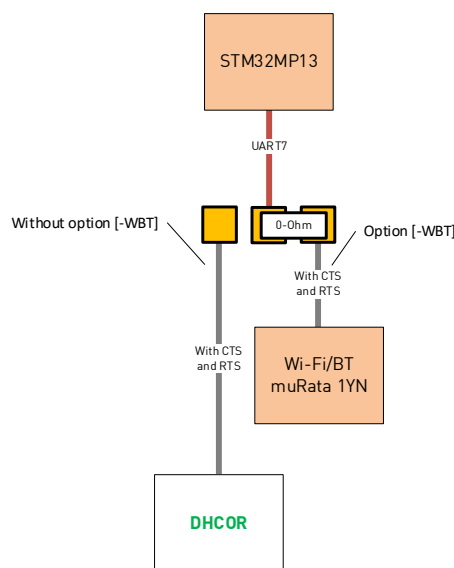 STM32MP13
UART7
Without option [-WBT]
0-Ohm
Option [-WBT]
With CTS
and RTS
With CTS
and RTS
Wi-Fi/BT
muRata 1YN
DHCOR